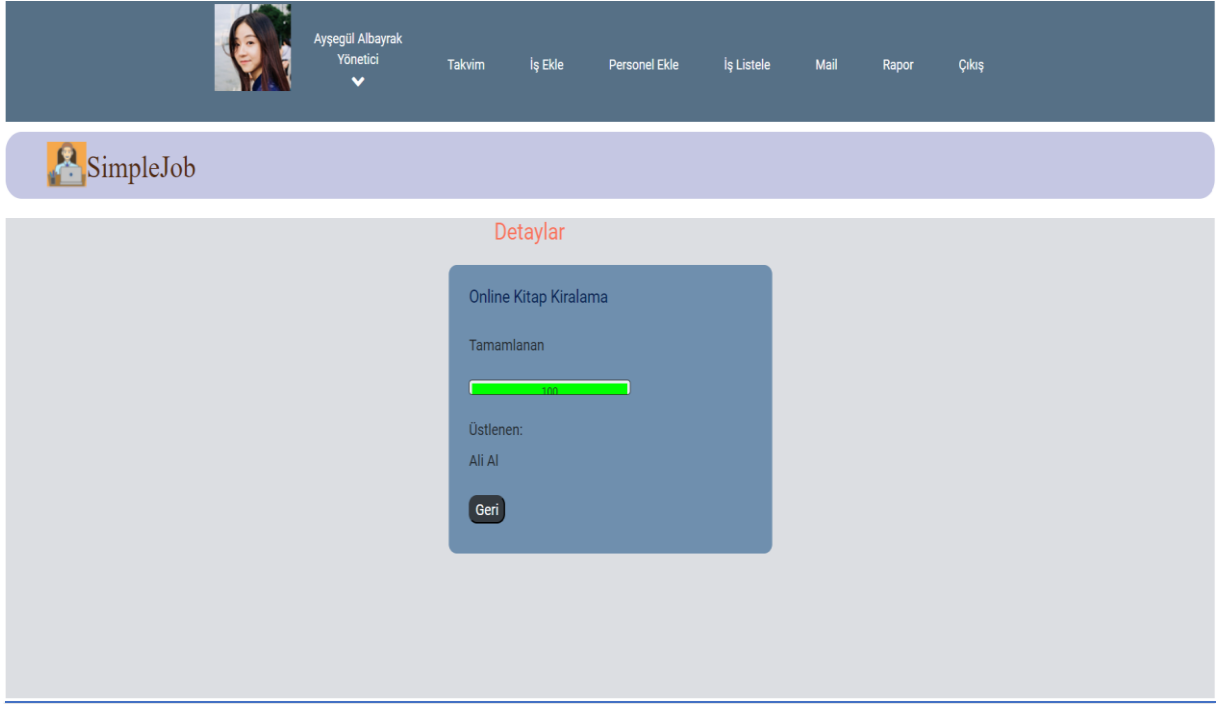 Ayşegül Albayrak
Yönetici
Takvim
İş Ekle
Personel Ekle
İş Listele
Mail
Rapor
Çıkış
SimpleJob
Detaylar
Online Kitap Kiralama
Tamamlanan
100
Üstlenen:
Ali Al
Geri